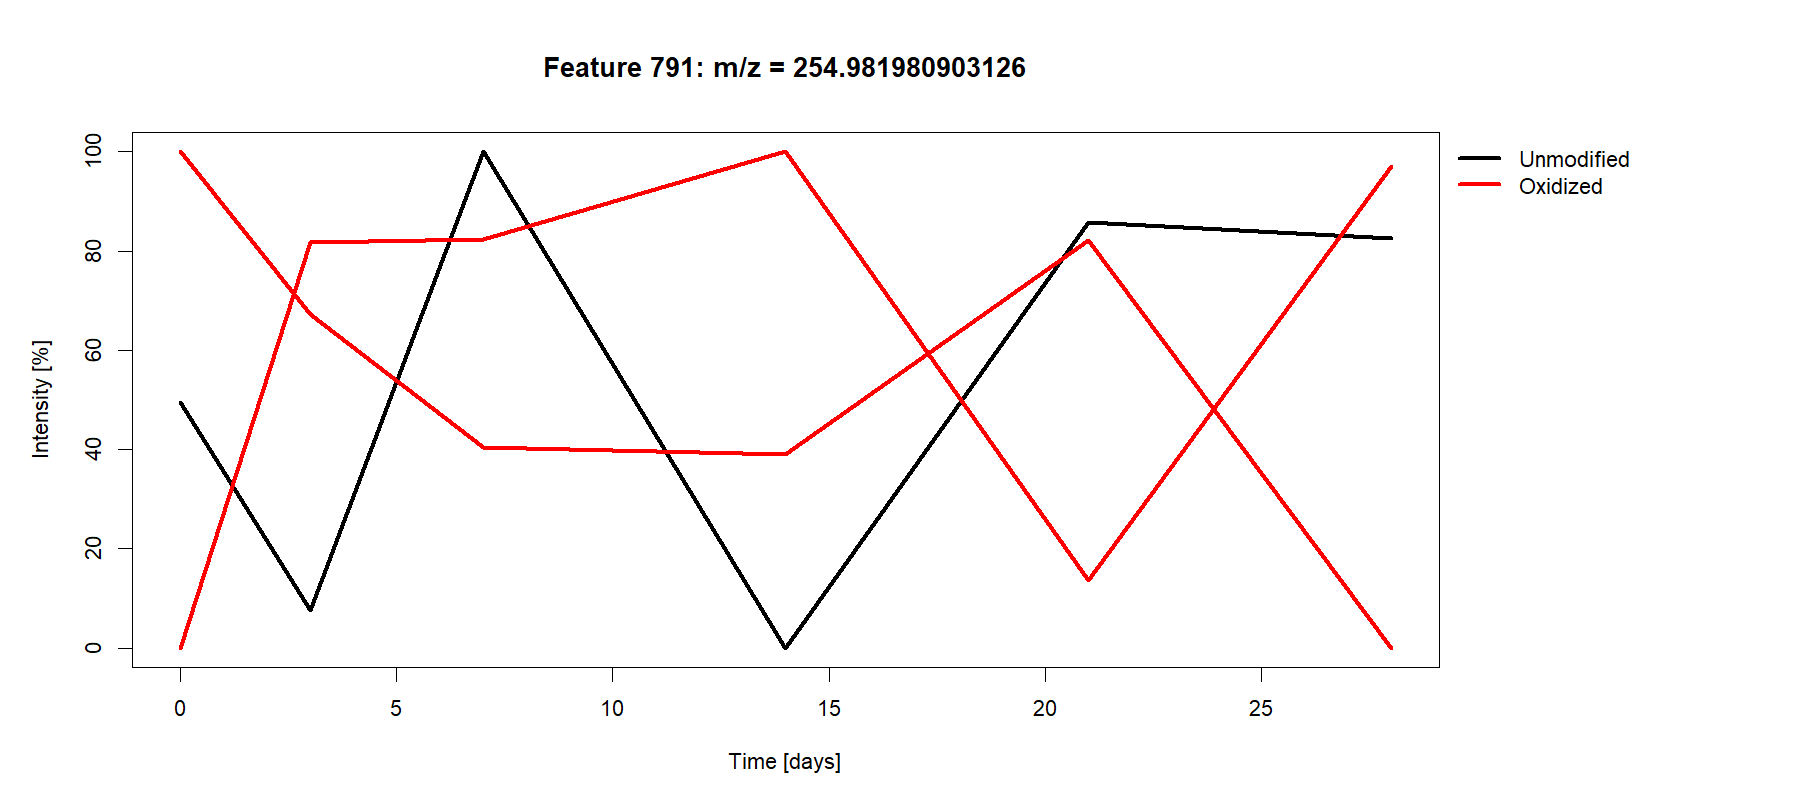 Feature 791: m/z = 254.981980903126
Unmodified
Oxidized
Intensity [%]
100
80
60
40
20
0
0 5 10 15 20 25
Time [days]